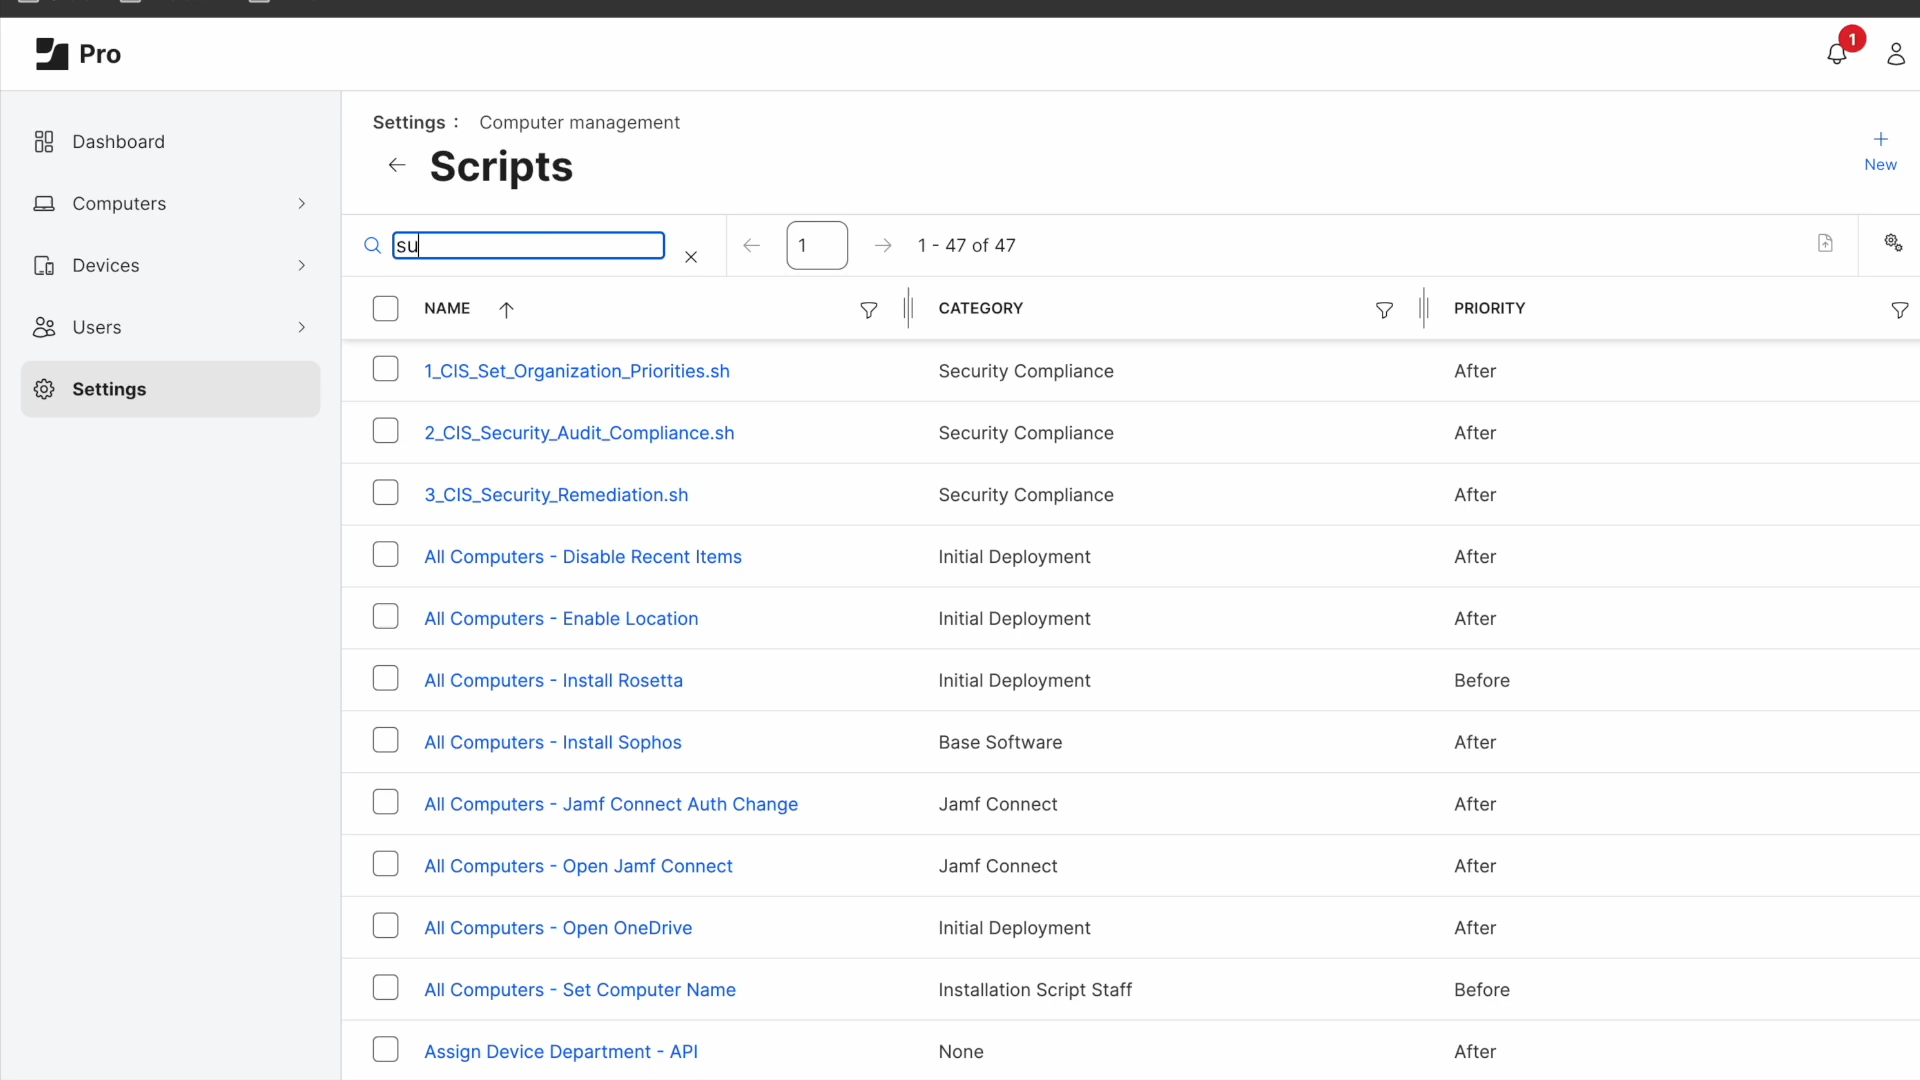 Pro
1
Dashboard
Computers
Devices
Users
Settings
Settings : Computer management
Scripts
New
su
1
1 - 47 of 47
NAME CATEGORY PRIORITY
1_CIS_Set_Organization_Priorities.sh Security Compliance After
2_CIS_Security_Audit_Compliance.sh Security Compliance After
3_CIS_Security_Remediation.sh Security Compliance After
All Computers - Disable Recent Items Initial Deployment After
All Computers - Enable Location Initial Deployment After
All Computers - Install Rosetta Initial Deployment Before
All Computers - Install Sophos Base Software After
All Computers - Jamf Connect Auth Change Jamf Connect After
All Computers - Open Jamf Connect Jamf Connect After
All Computers - Open OneDrive Initial Deployment After
All Computers - Set Computer Name Installation Script Staff Before
Assign Device Department - API None After